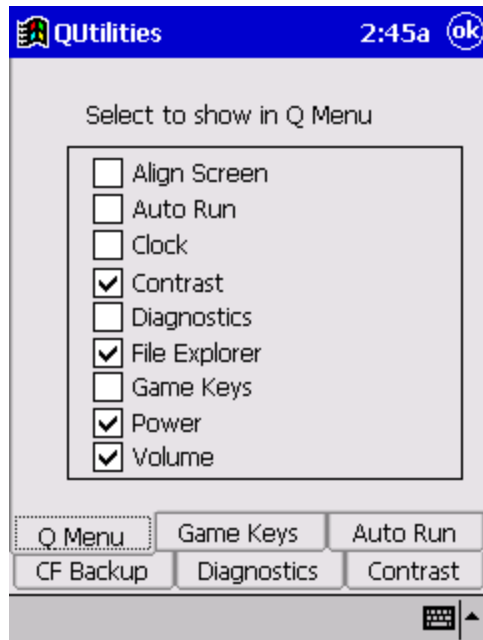 QUtilities 2:45a ok
Select to show in Q Menu
Align Screen
Auto Run
Clock
Contrast
Diagnostics
File Explorer
Game Keys
Power
Volume
Q Menu Game Keys Auto Run
CF Backup Diagnostics Contrast